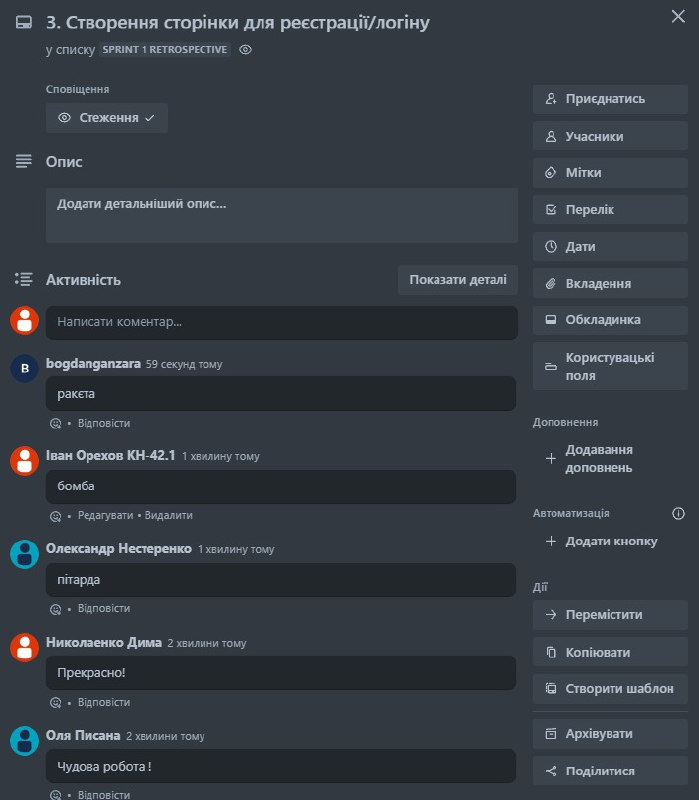 3. Створення сторінки для реєстрації/логіну
у списку SPRINT 1 RETROSPECTIVE
Сповіщення
Стеження
Опис
Додати детальніший опис...
Активність
Показати деталі
Написати коментар...
B
bogdanganzara 59 секунд тому
ракєта
• Відповісти
Іван Орехов КН-42.1 1 хвилину тому
бомба
• Редагувати • Видалити
Олександр Нестеренко 1 хвилину тому
пітарда
• Відповісти
Николаенко Дима 2 хвилини тому
Прекрасно!
• Відповісти
Оля Писана 2 хвилини тому
Чудова робота!
• Відповісти
Приєднатись
Учасники
Мітки
Перелік
Дати
Вкладення
Обкладинка
Користувацькі
поля
Доповнення
+ Додавання
доповнень
Автоматизація
+ Додати кнопку
Дії
Перемістити
Копіювати
Створити шаблон
Архівувати
Поділитися